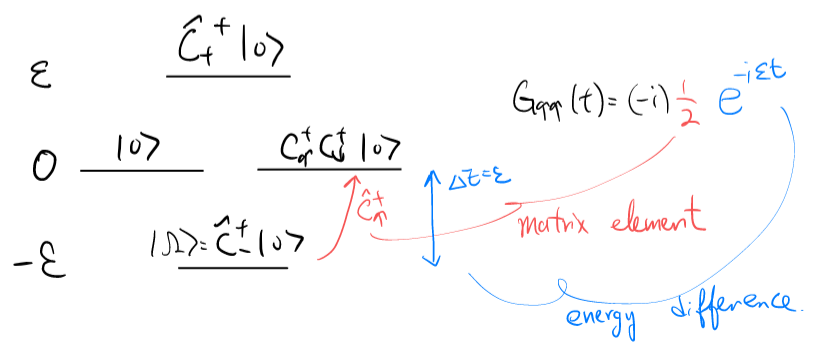 ε Ĉ₊⁺|0>
0 |0> C↑⁺C↓⁺|0>
-ε |Ω>=Ĉ₋⁺|0>
Ĉ↑⁺
ΔE=ε
G↑↑(t)=(-i)½ e^{-iεt}
matrix element
energy difference.